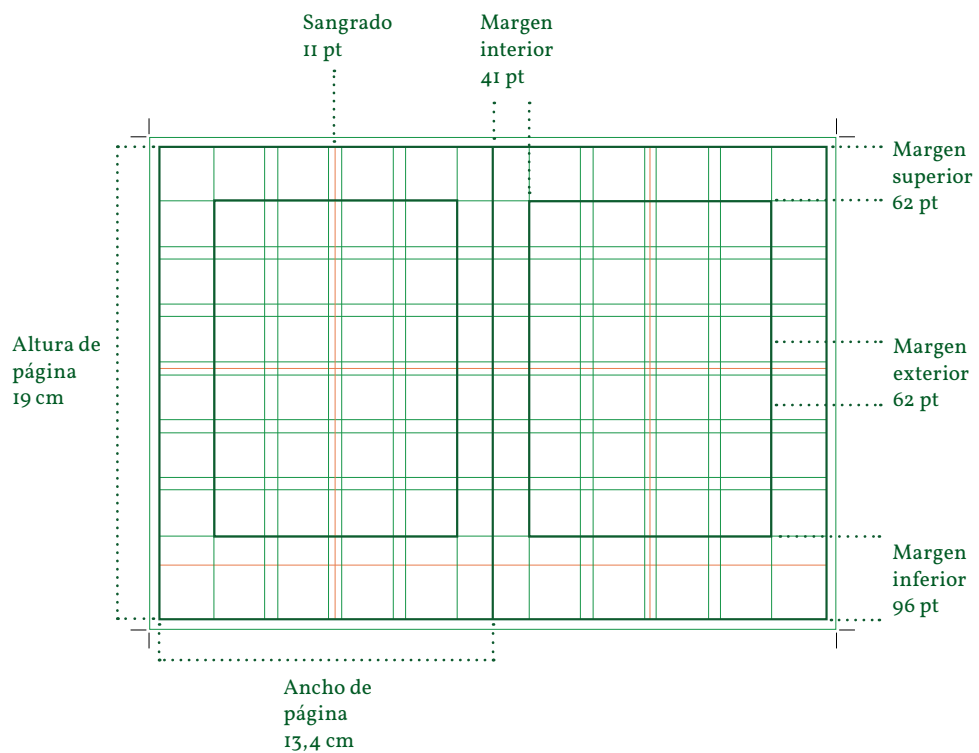 Sangrado
11 pt
Margen
interior
41 pt
Margen
superior
62 pt
Altura de
página
19 cm
Margen
exterior
62 pt
Margen
inferior
96 pt
Ancho de
página
13,4 cm